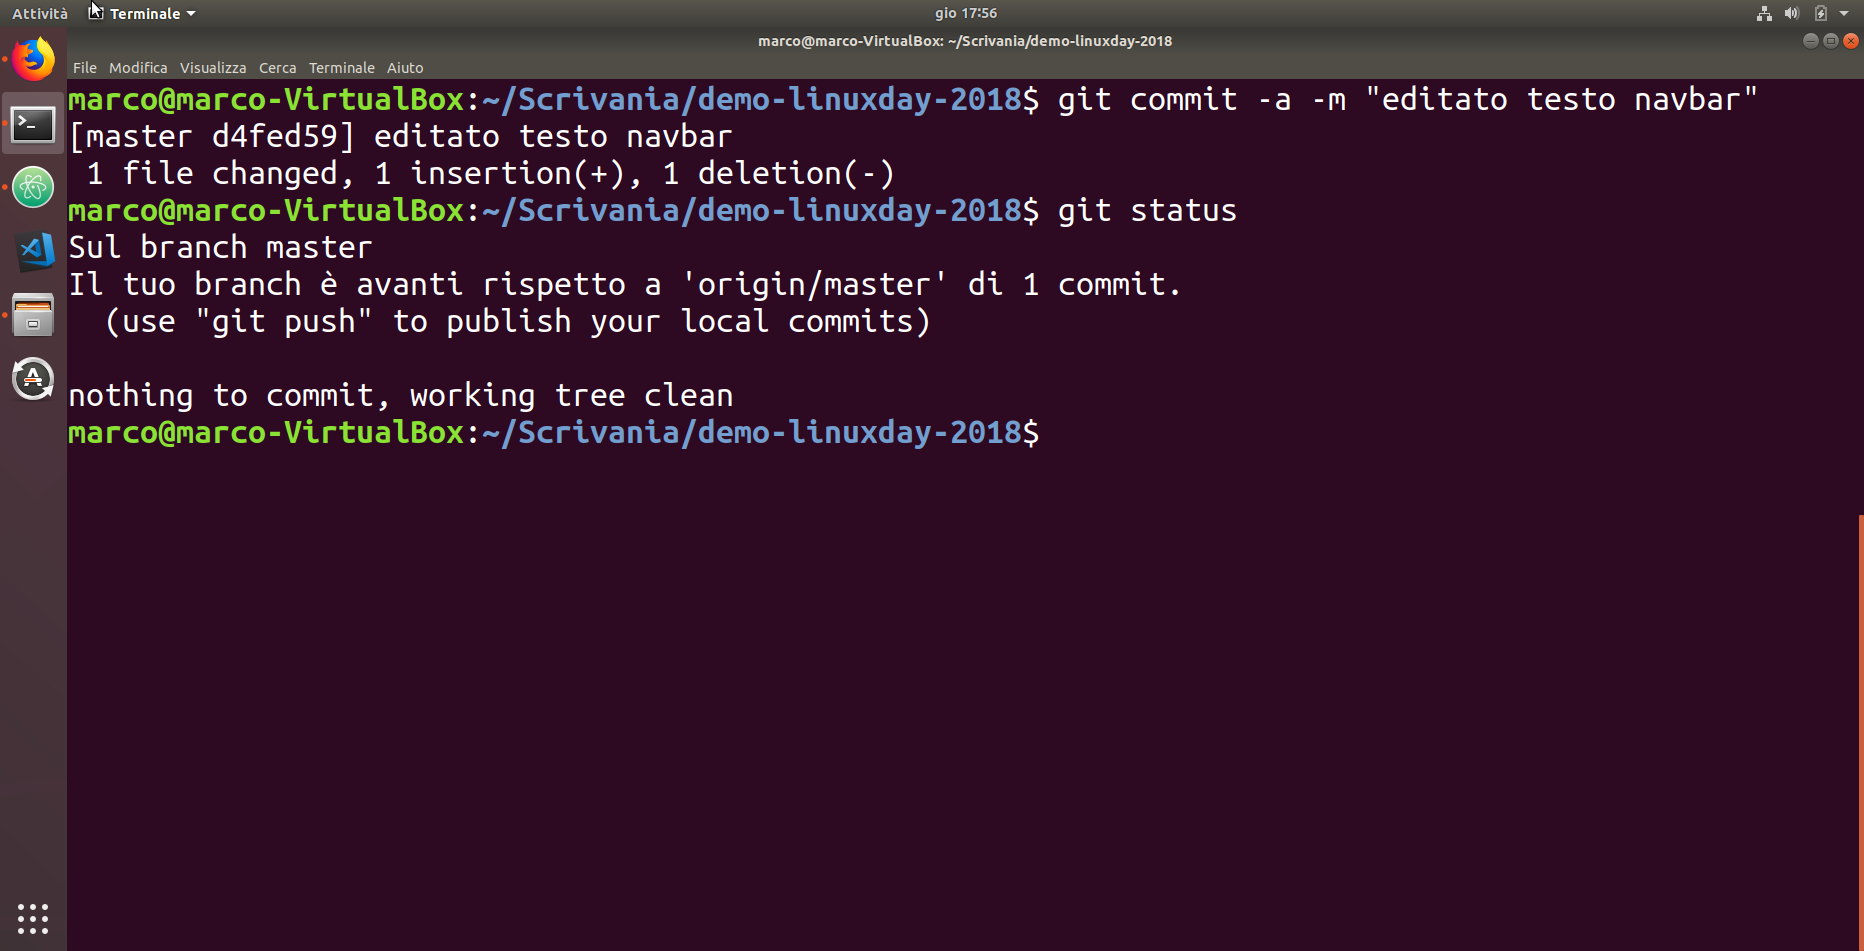 Attività
Terminale
gio 17:56
marco@marco-VirtualBox: ~/Scrivania/demo-linuxday-2018
File Modifica Visualizza Cerca Terminale Aiuto
marco@marco-VirtualBox:~/Scrivania/demo-linuxday-2018$ git commit -a -m "editato testo navbar"
[master d4fed59] editato testo navbar
 1 file changed, 1 insertion(+), 1 deletion(-)
marco@marco-VirtualBox:~/Scrivania/demo-linuxday-2018$ git status
Sul branch master
Il tuo branch è avanti rispetto a 'origin/master' di 1 commit.
  (use "git push" to publish your local commits)

nothing to commit, working tree clean
marco@marco-VirtualBox:~/Scrivania/demo-linuxday-2018$